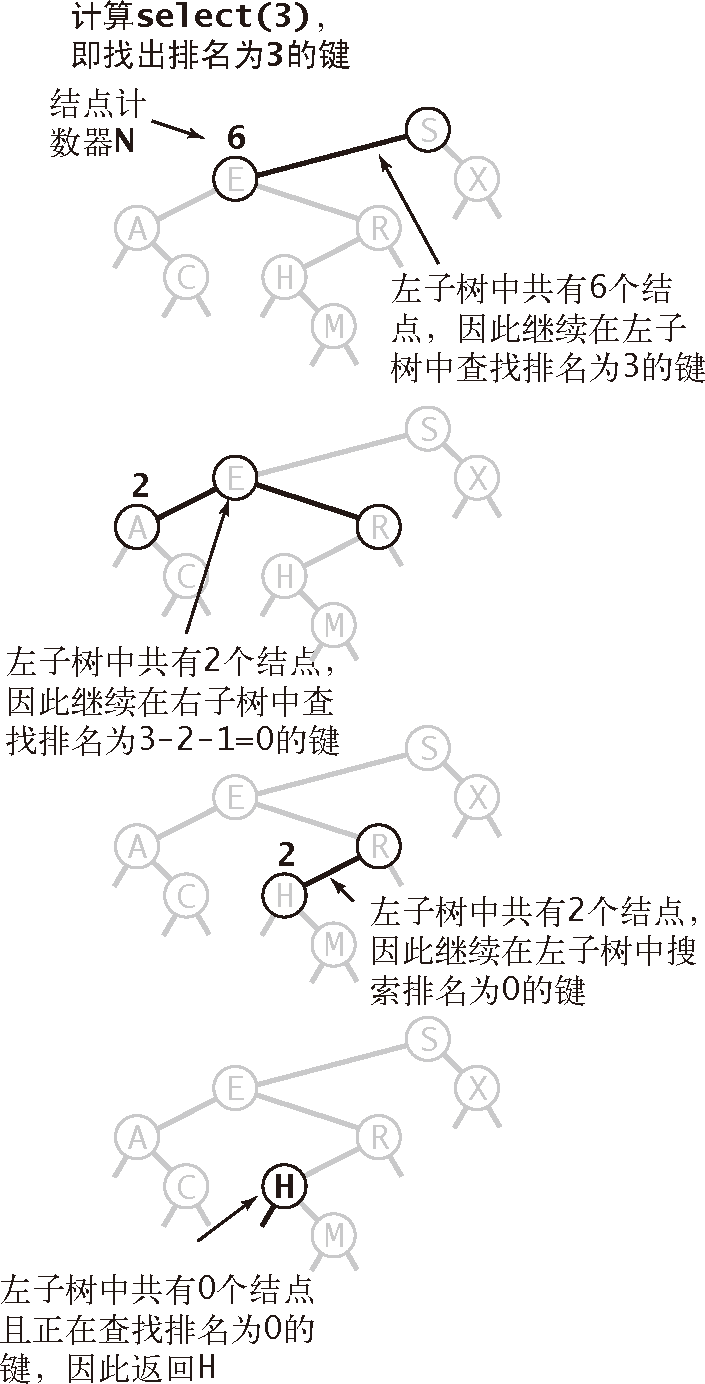 计算select(3),
即找出排名为3的键
结点计
数器N
6
S
E
X
A
R
C
H
M
左子树中共有6个结
点，因此继续在左子
树中查找排名为3的键
S
2
E
X
A
R
C
H
M
左子树中共有2个结点，
因此继续在右子树中查
找排名为3-2-1=0的键
S
E
X
A
2
R
C
H
M
左子树中共有2个结点，
因此继续在左子树中搜
索排名为0的键
S
E
X
A
R
C
H
M
左子树中共有0个结点
且正在查找排名为0的
键，因此返回H